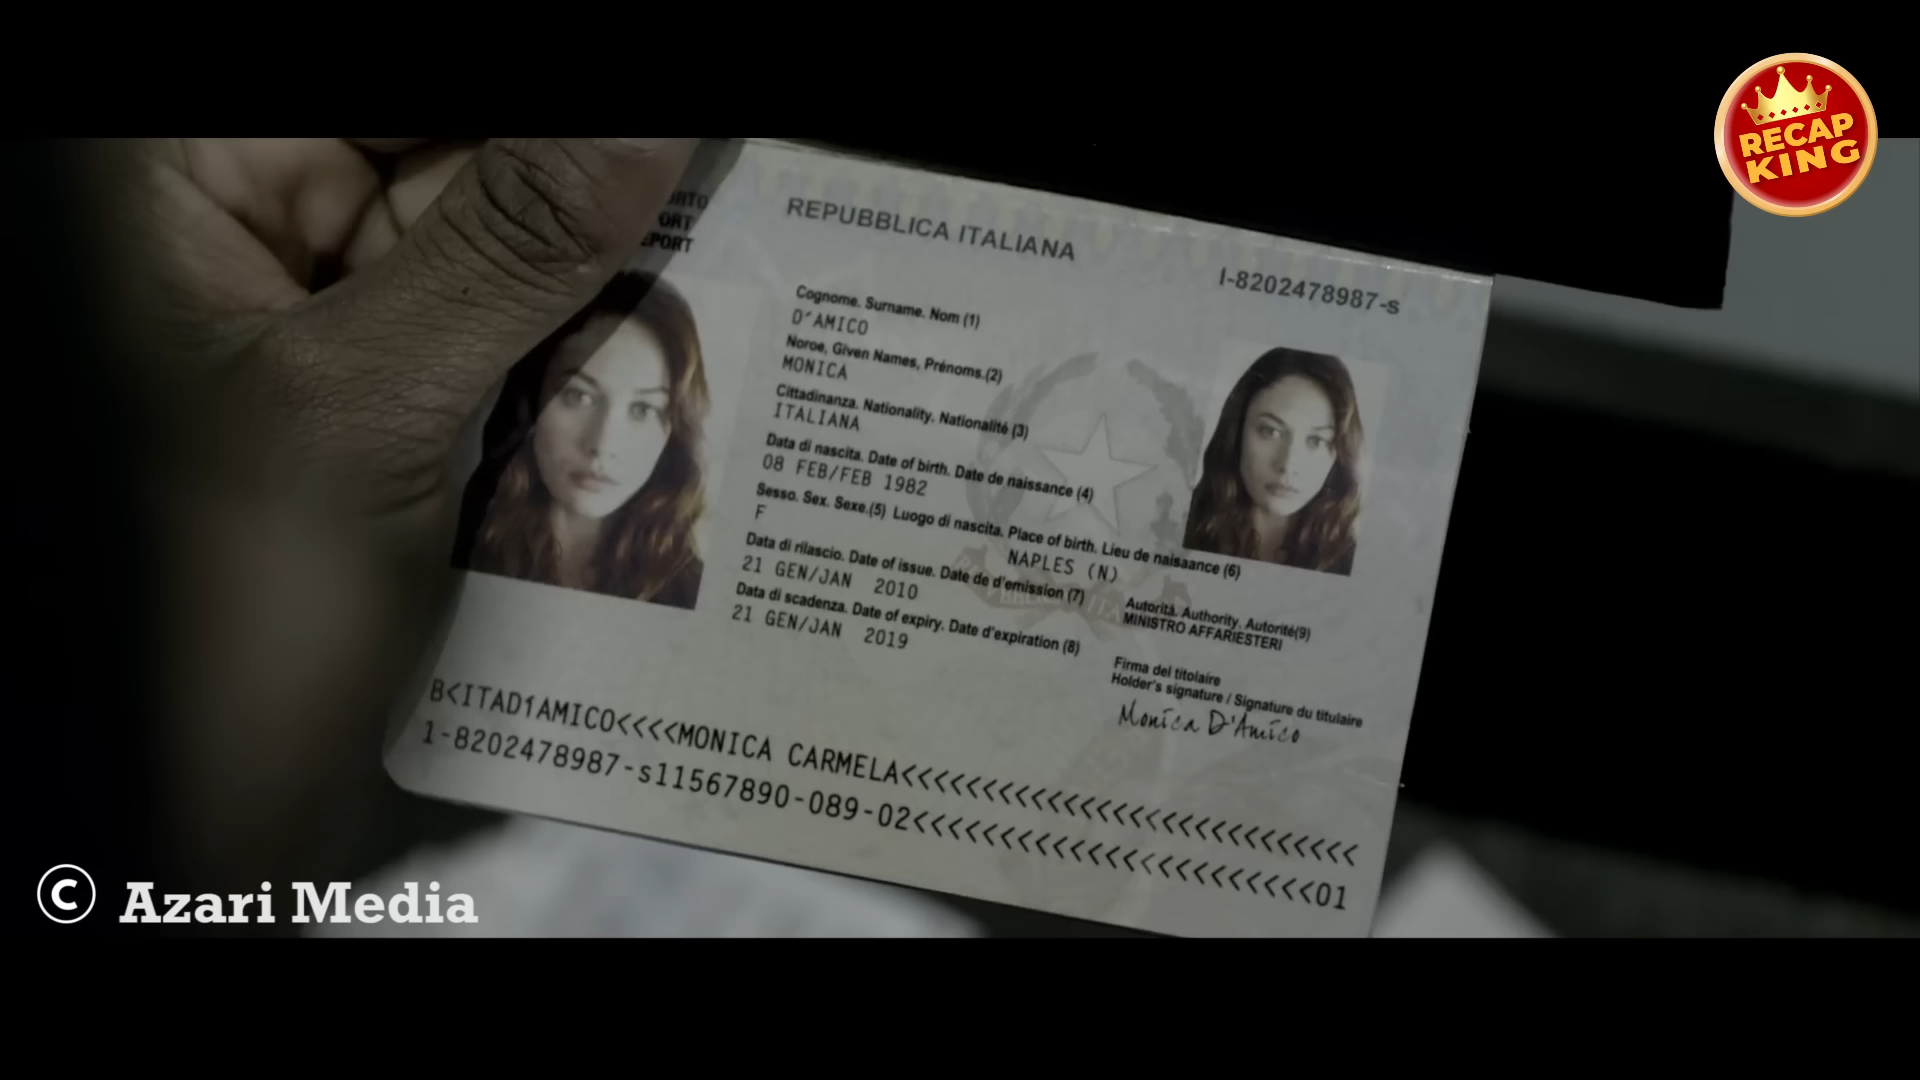 RECAP
KING
REPUBBLICA ITALIANA
I-8202478987-s
Cognome. Surname. Nom (1)
D'AMICO
Noroe, Given Names, Prénoms.(2)
MONICA
Cittadinanza. Nationality. Nationalité (3)
ITALIANA
Data di nascita. Date of birth. Date de naissance (4)
08 FEB/FEB 1982
Sesso. Sex. Sexe.(5) Luogo di nascita. Place of birth. Lieu de naisaance (6)
F
NAPLES (N)
Data di rilascio. Date of issue. Date de d'emission (7)
21 GEN/JAN 2010
Data di scadenza. Date of expiry. Date d'expiration (8)
21 GEN/JAN 2019
Autoritá. Authority. Autorité(9)
MINISTRO AFFARIESTERI
Firma del titolaire
Holder's signature / Signature du titulaire
Monica D'Amico
B<ITAD1AMICO<<<<MONICA CARMELA<<<<<<<<<<<<<<<<<<<<<<<<<<<<
1-8202478987-s11567890-089-02<<<<<<<<<<<<<<<<<<<<<<<<<01
© Azari Media